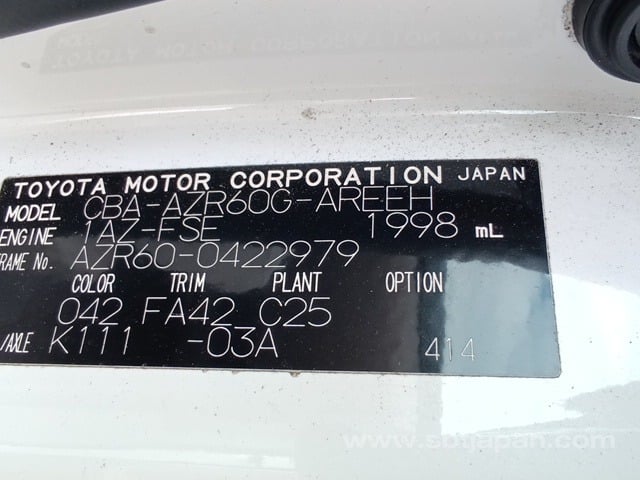 TOYOTA MOTOR CORPORATION JAPAN
MODEL CBA-AZR60G-AREEH
ENGINE 1AZ-FSE 1998 mL
FRAME No. AZR60-0422979
COLOR TRIM PLANT OPTION
042 FA42 C25
/AXLE K111 -03A 414
www.sbtjapan.com